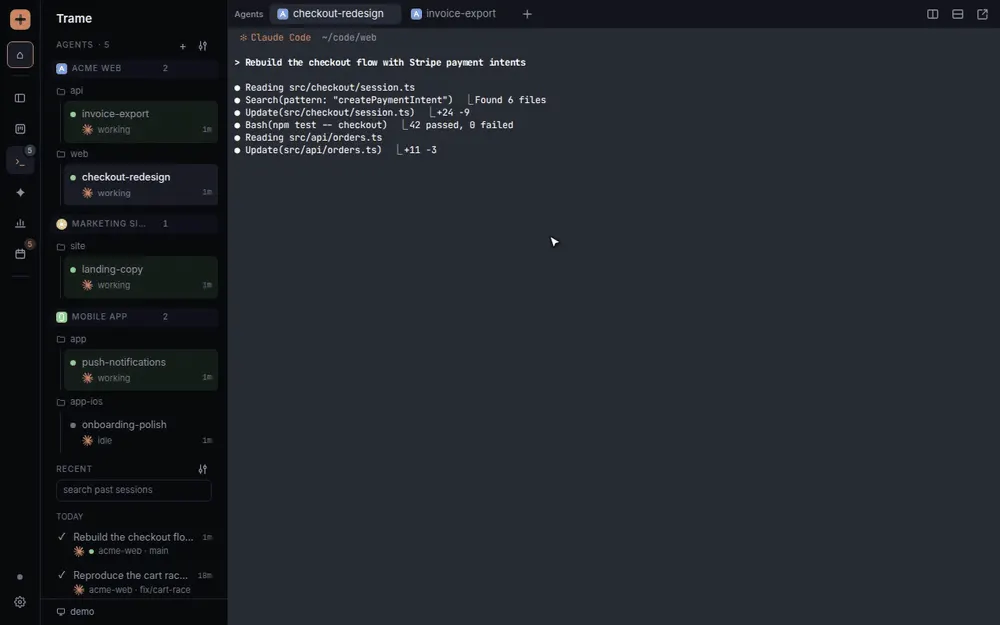 Trame
AGENTS · 5
ACME WEB 2
api
invoice-export
working 1m
web
checkout-redesign
working 1m
MARKETING SI... 1
site
landing-copy
working 1m
MOBILE APP 2
app
push-notifications
working 1m
app-ios
onboarding-polish
idle 1m
RECENT
search past sessions
TODAY
Rebuild the checkout flo... 1m
acme-web · main
Reproduce the cart rac... 18m
acme-web · fix/cart-race
demo
5
5
Agents
A checkout-redesign
A invoice-export
Claude Code ~/code/web
> Rebuild the checkout flow with Stripe payment intents
● Reading src/checkout/session.ts
● Search(pattern: "createPaymentIntent") ⎿Found 6 files
● Update(src/checkout/session.ts) ⎿+24 -9
● Bash(npm test -- checkout) ⎿42 passed, 0 failed
● Reading src/api/orders.ts
● Update(src/api/orders.ts) ⎿+11 -3